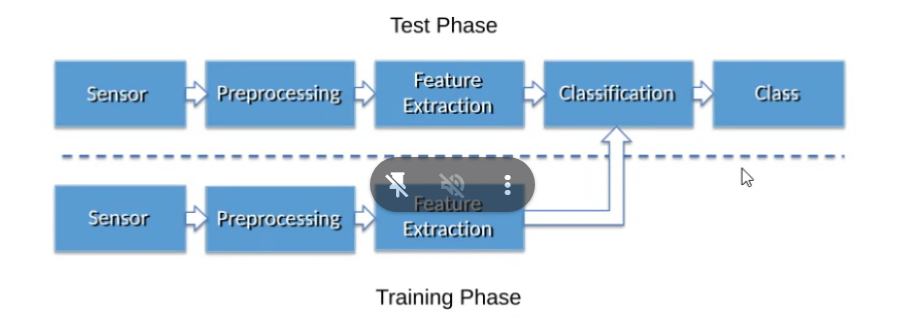 Test Phase
Sensor
Preprocessing
Feature
Extraction
Classification
Class
Sensor
Preprocessing
Feature
Extraction
Training Phase